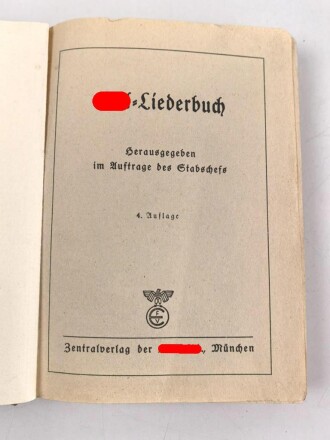 -Liederbuch
Herausgegeben
im Auftrage des Stabschefs
4. Auflage
Zentralverlag der ., München